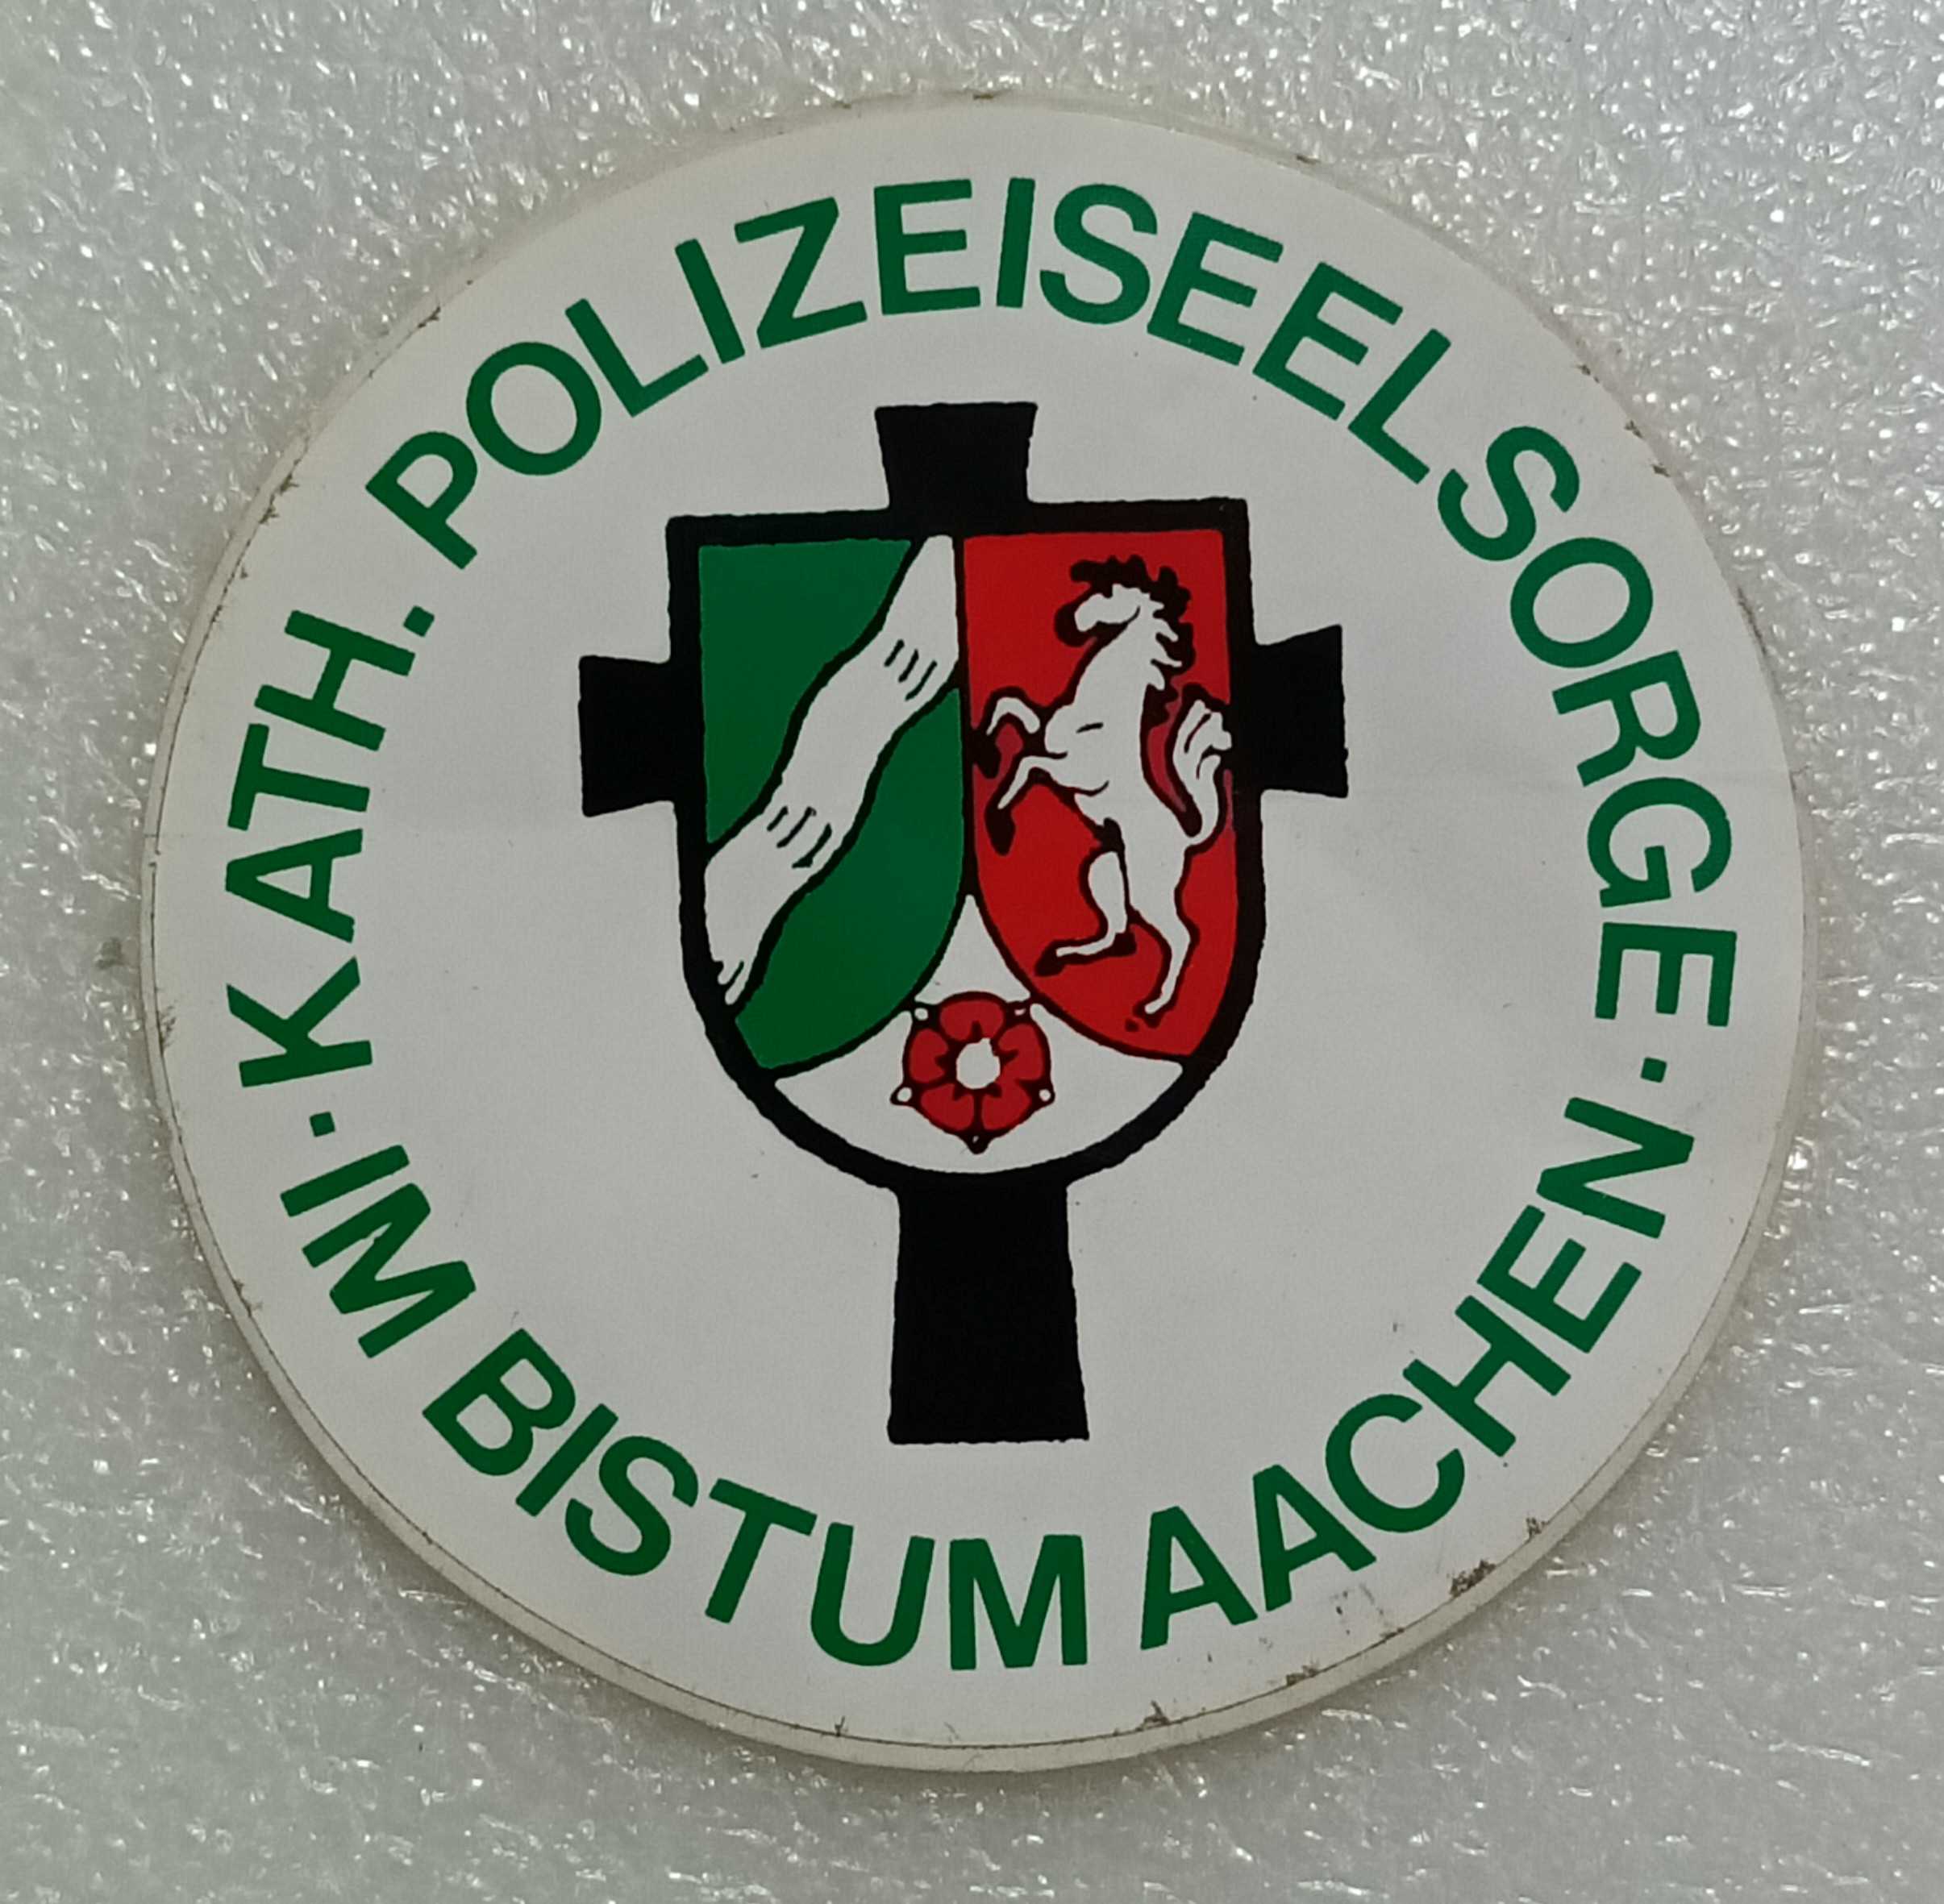 KATH. POLIZEISEELSORGE
· IM BISTUM AACHEN ·